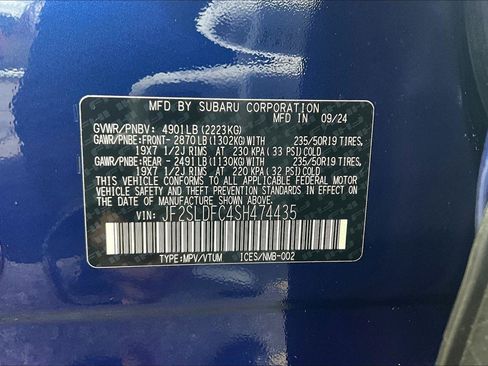 MFD BY SUBARU CORPORATION
MFD IN 09/24
GVWR/PNBV: 4901LB(2223KG)
GAWR/PNBE:FRONT- 2870LB(1302KG)WITH 235/50R19 TIRES,
19X7 1/2J RIMS AT 230 KPA(33 PSI)COLD
GAWR/PNBE:REAR - 2491LB(1130KG)WITH 235/50R19 TIRES,
19X7 1/2J RIMS AT 220 KPA(32 PSI)COLD
THIS VEHICLE CONFORMS TO ALL APPLICABLE FEDERAL MOTOR
VEHICLE SAFETY AND THEFT PREVENTION STANDARDS
IN EFFECT ON THE DATE OF MANUFACTURE SHOWN ABOVE.
VIN: JF2SLDFC4SH474435
TYPE:MPV/VTUM ICES/NMB-002